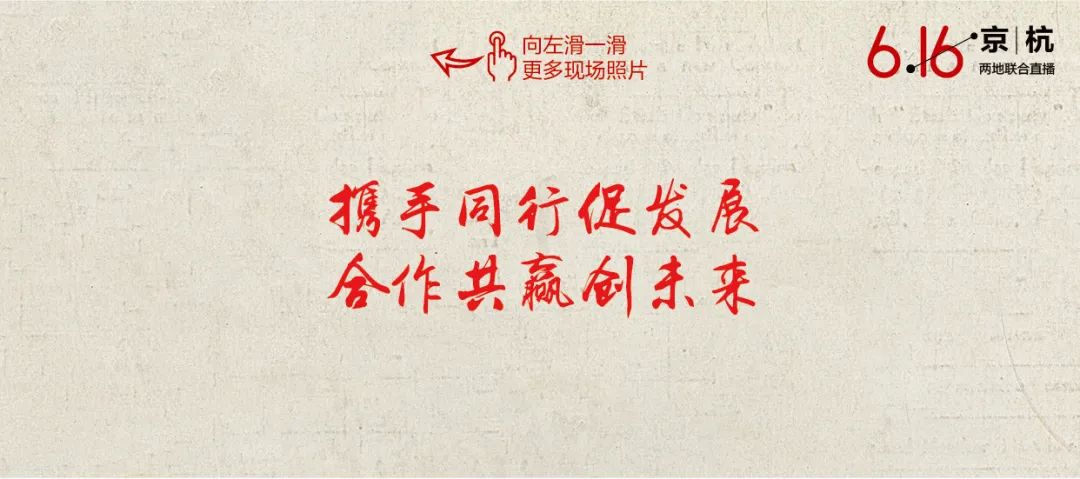 向左滑一滑
更多现场照片
6.16 京|杭
两地联合直播
携手同行促发展
合作共赢创未来